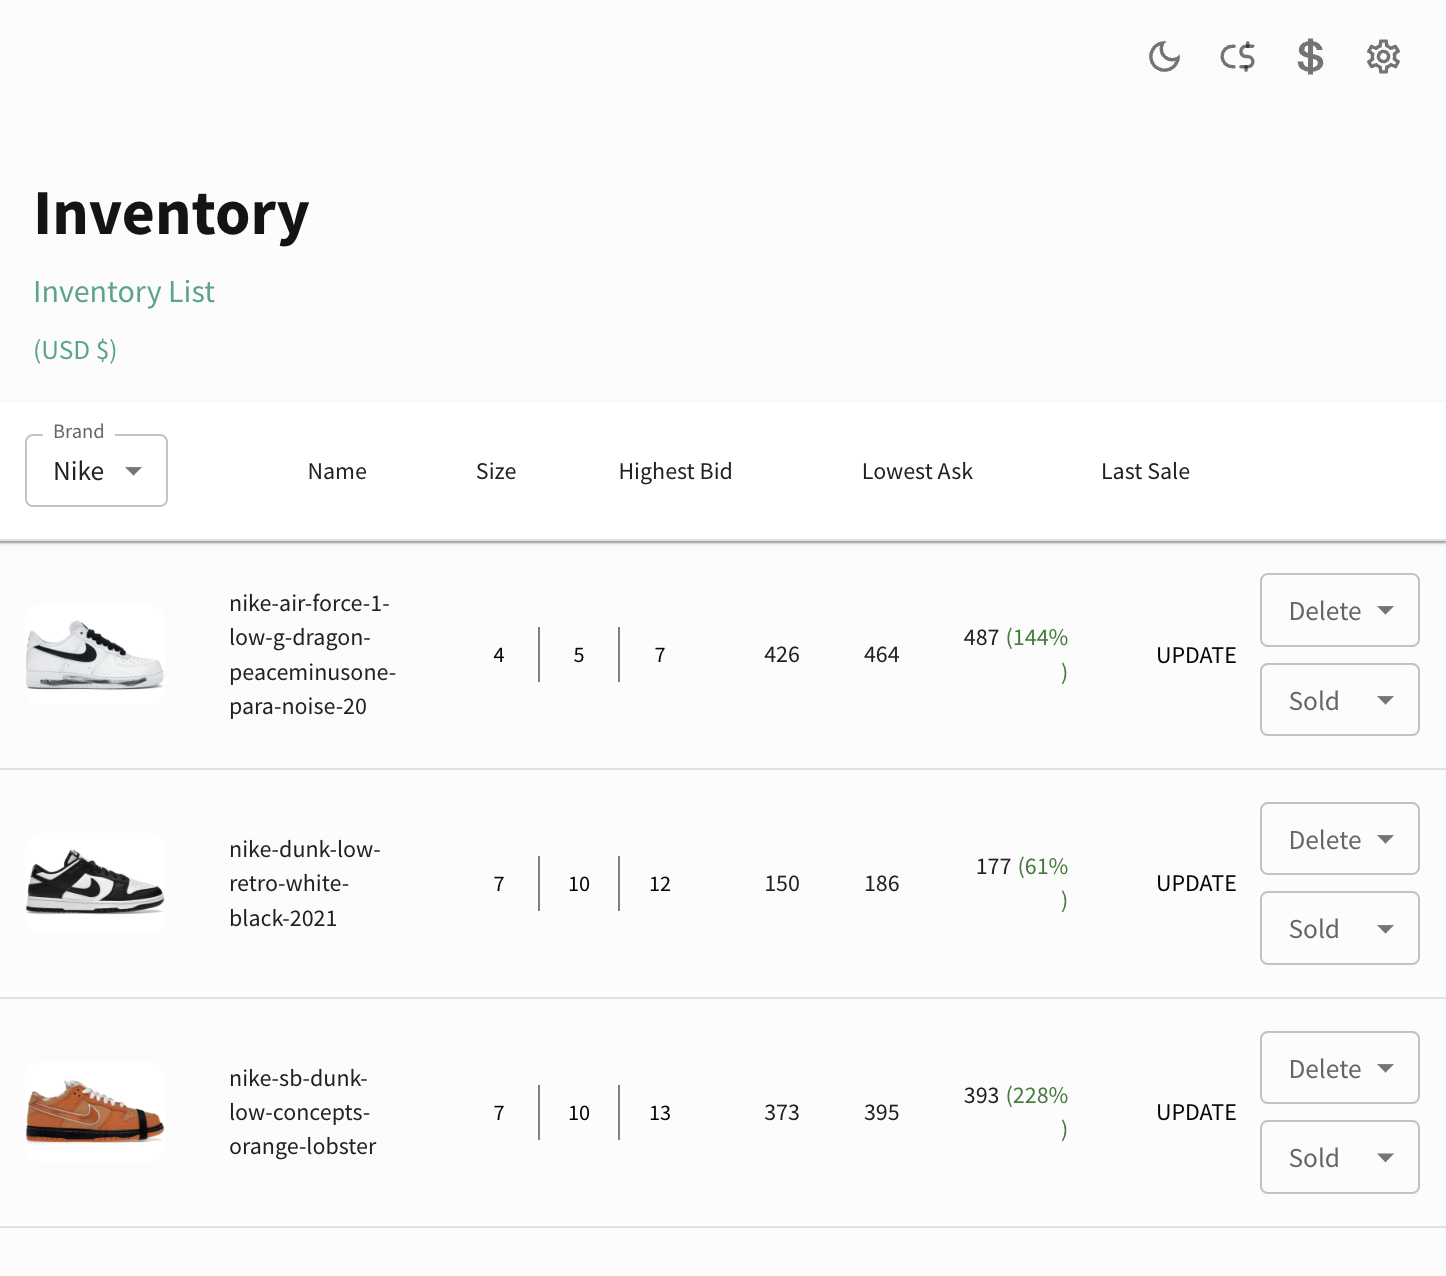 C$ $
Inventory
Inventory List
(USD $)
Brand
Nike Name Size Highest Bid Lowest Ask Last Sale
nike-air-force-1-
low-g-dragon-
peaceminusone-
para-noise-20
4 5 7 426 464 487 (144%
)
UPDATE
Delete
Sold
nike-dunk-low-
retro-white-
black-2021
7 10 12 150 186 177 (61%
)
UPDATE
Delete
Sold
nike-sb-dunk-
low-concepts-
orange-lobster
7 10 13 373 395 393 (228%
)
UPDATE
Delete
Sold